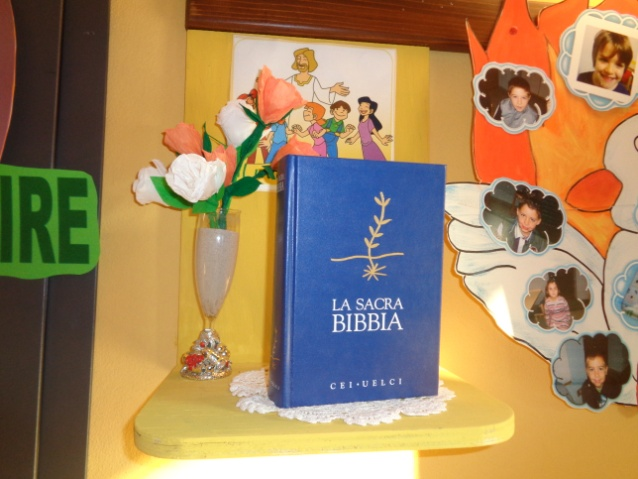 IRE
LA SACRA
BIBBIA
CEI • UELCI